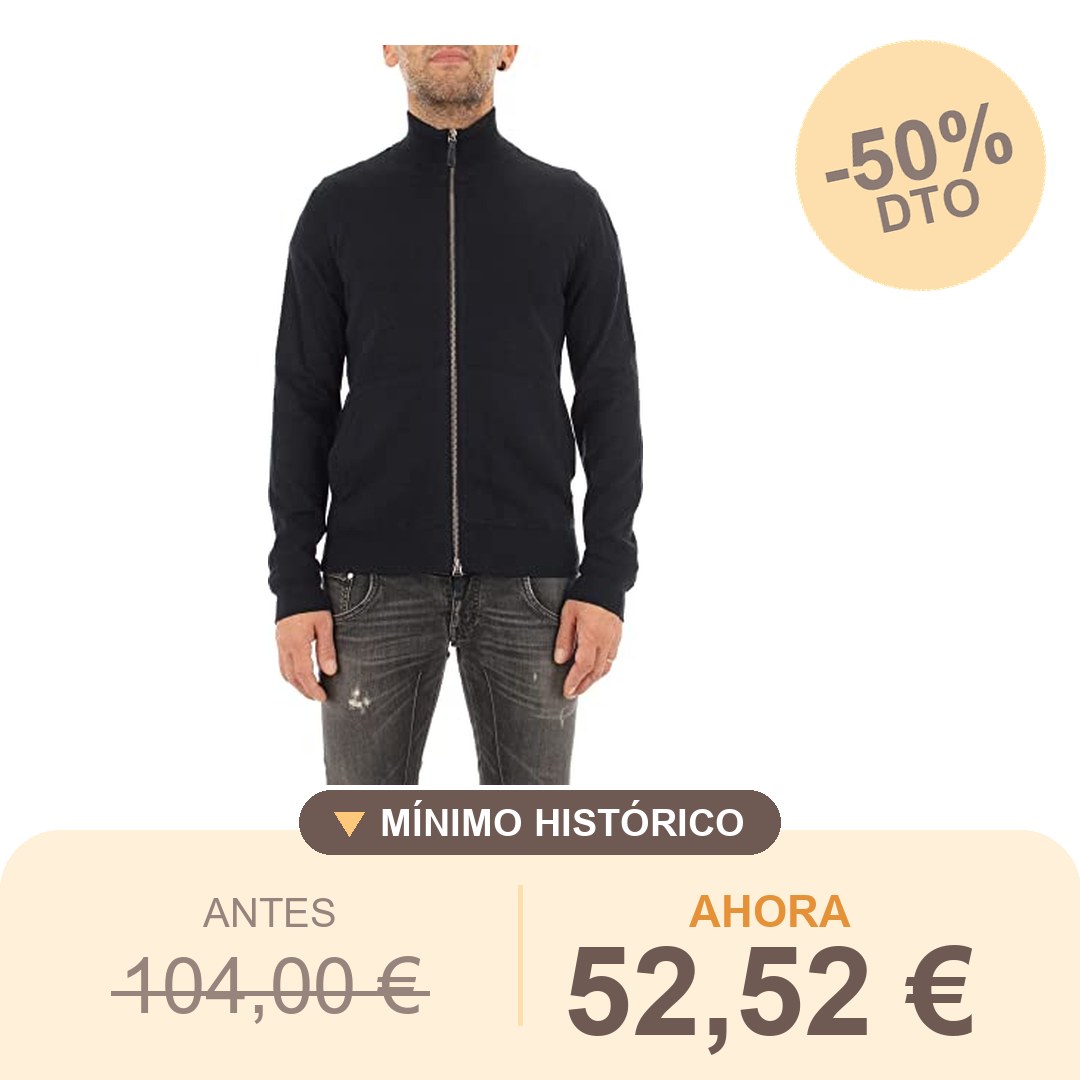 -50%
DTO
MÍNIMO HISTÓRICO
ANTES
104,00 €
AHORA
52,52 €